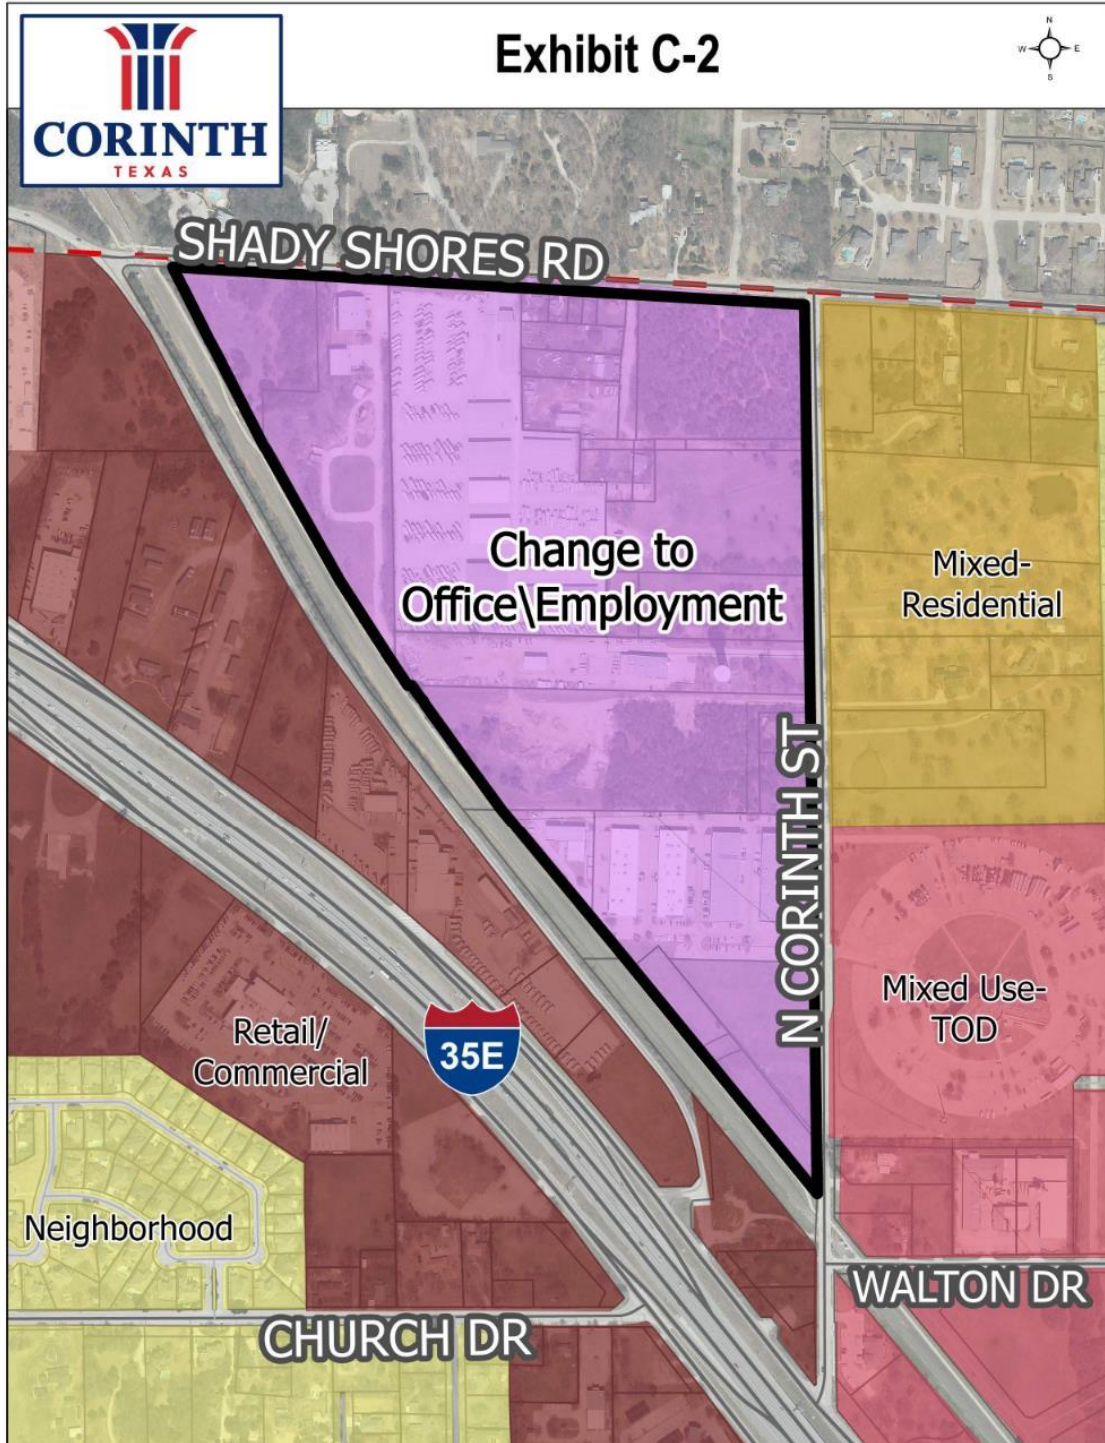 CORINTH
TEXAS
Exhibit C-2
N
W
E
S
SHADY SHORES RD
Change to
Office\Employment
Mixed-
Residential
N CORINTH ST
Mixed Use-
TOD
Retail/
Commercial
35E
Neighborhood
WALTON DR
CHURCH DR